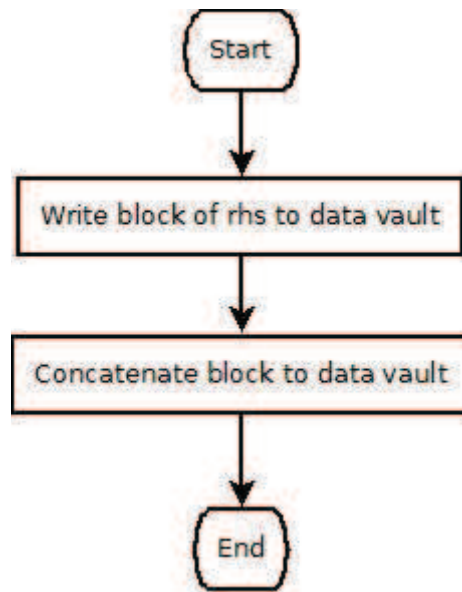 Start
Write block of rhs to data vault
Concatenate block to data vault
End